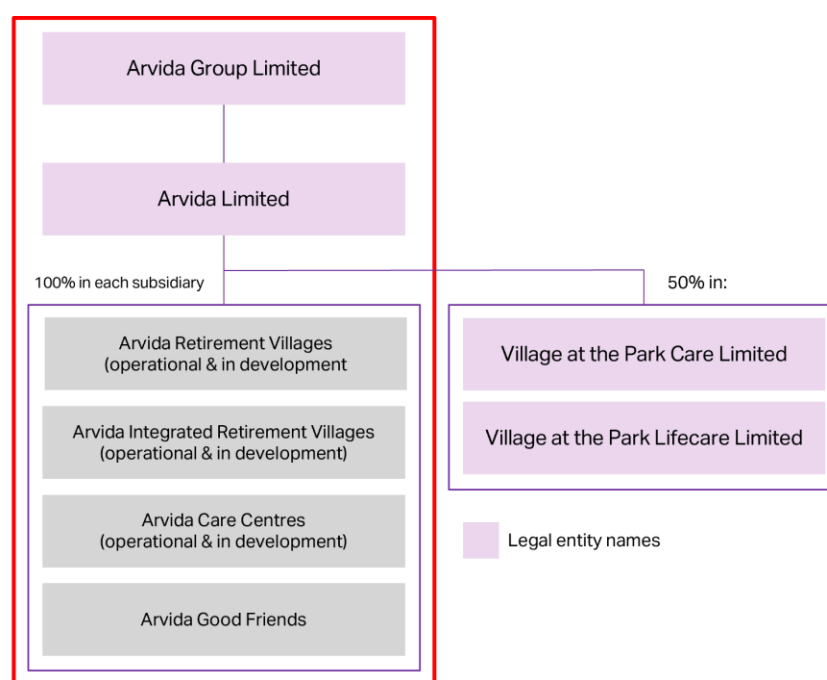 Arvida Group Limited
Arvida Limited
100% in each subsidiary
50% in:
Arvida Retirement Villages
(operational & in development
Arvida Integrated Retirement Villages
(operational & in development)
Arvida Care Centres
(operational & in development)
Arvida Good Friends
Village at the Park Care Limited
Village at the Park Lifecare Limited
Legal entity names